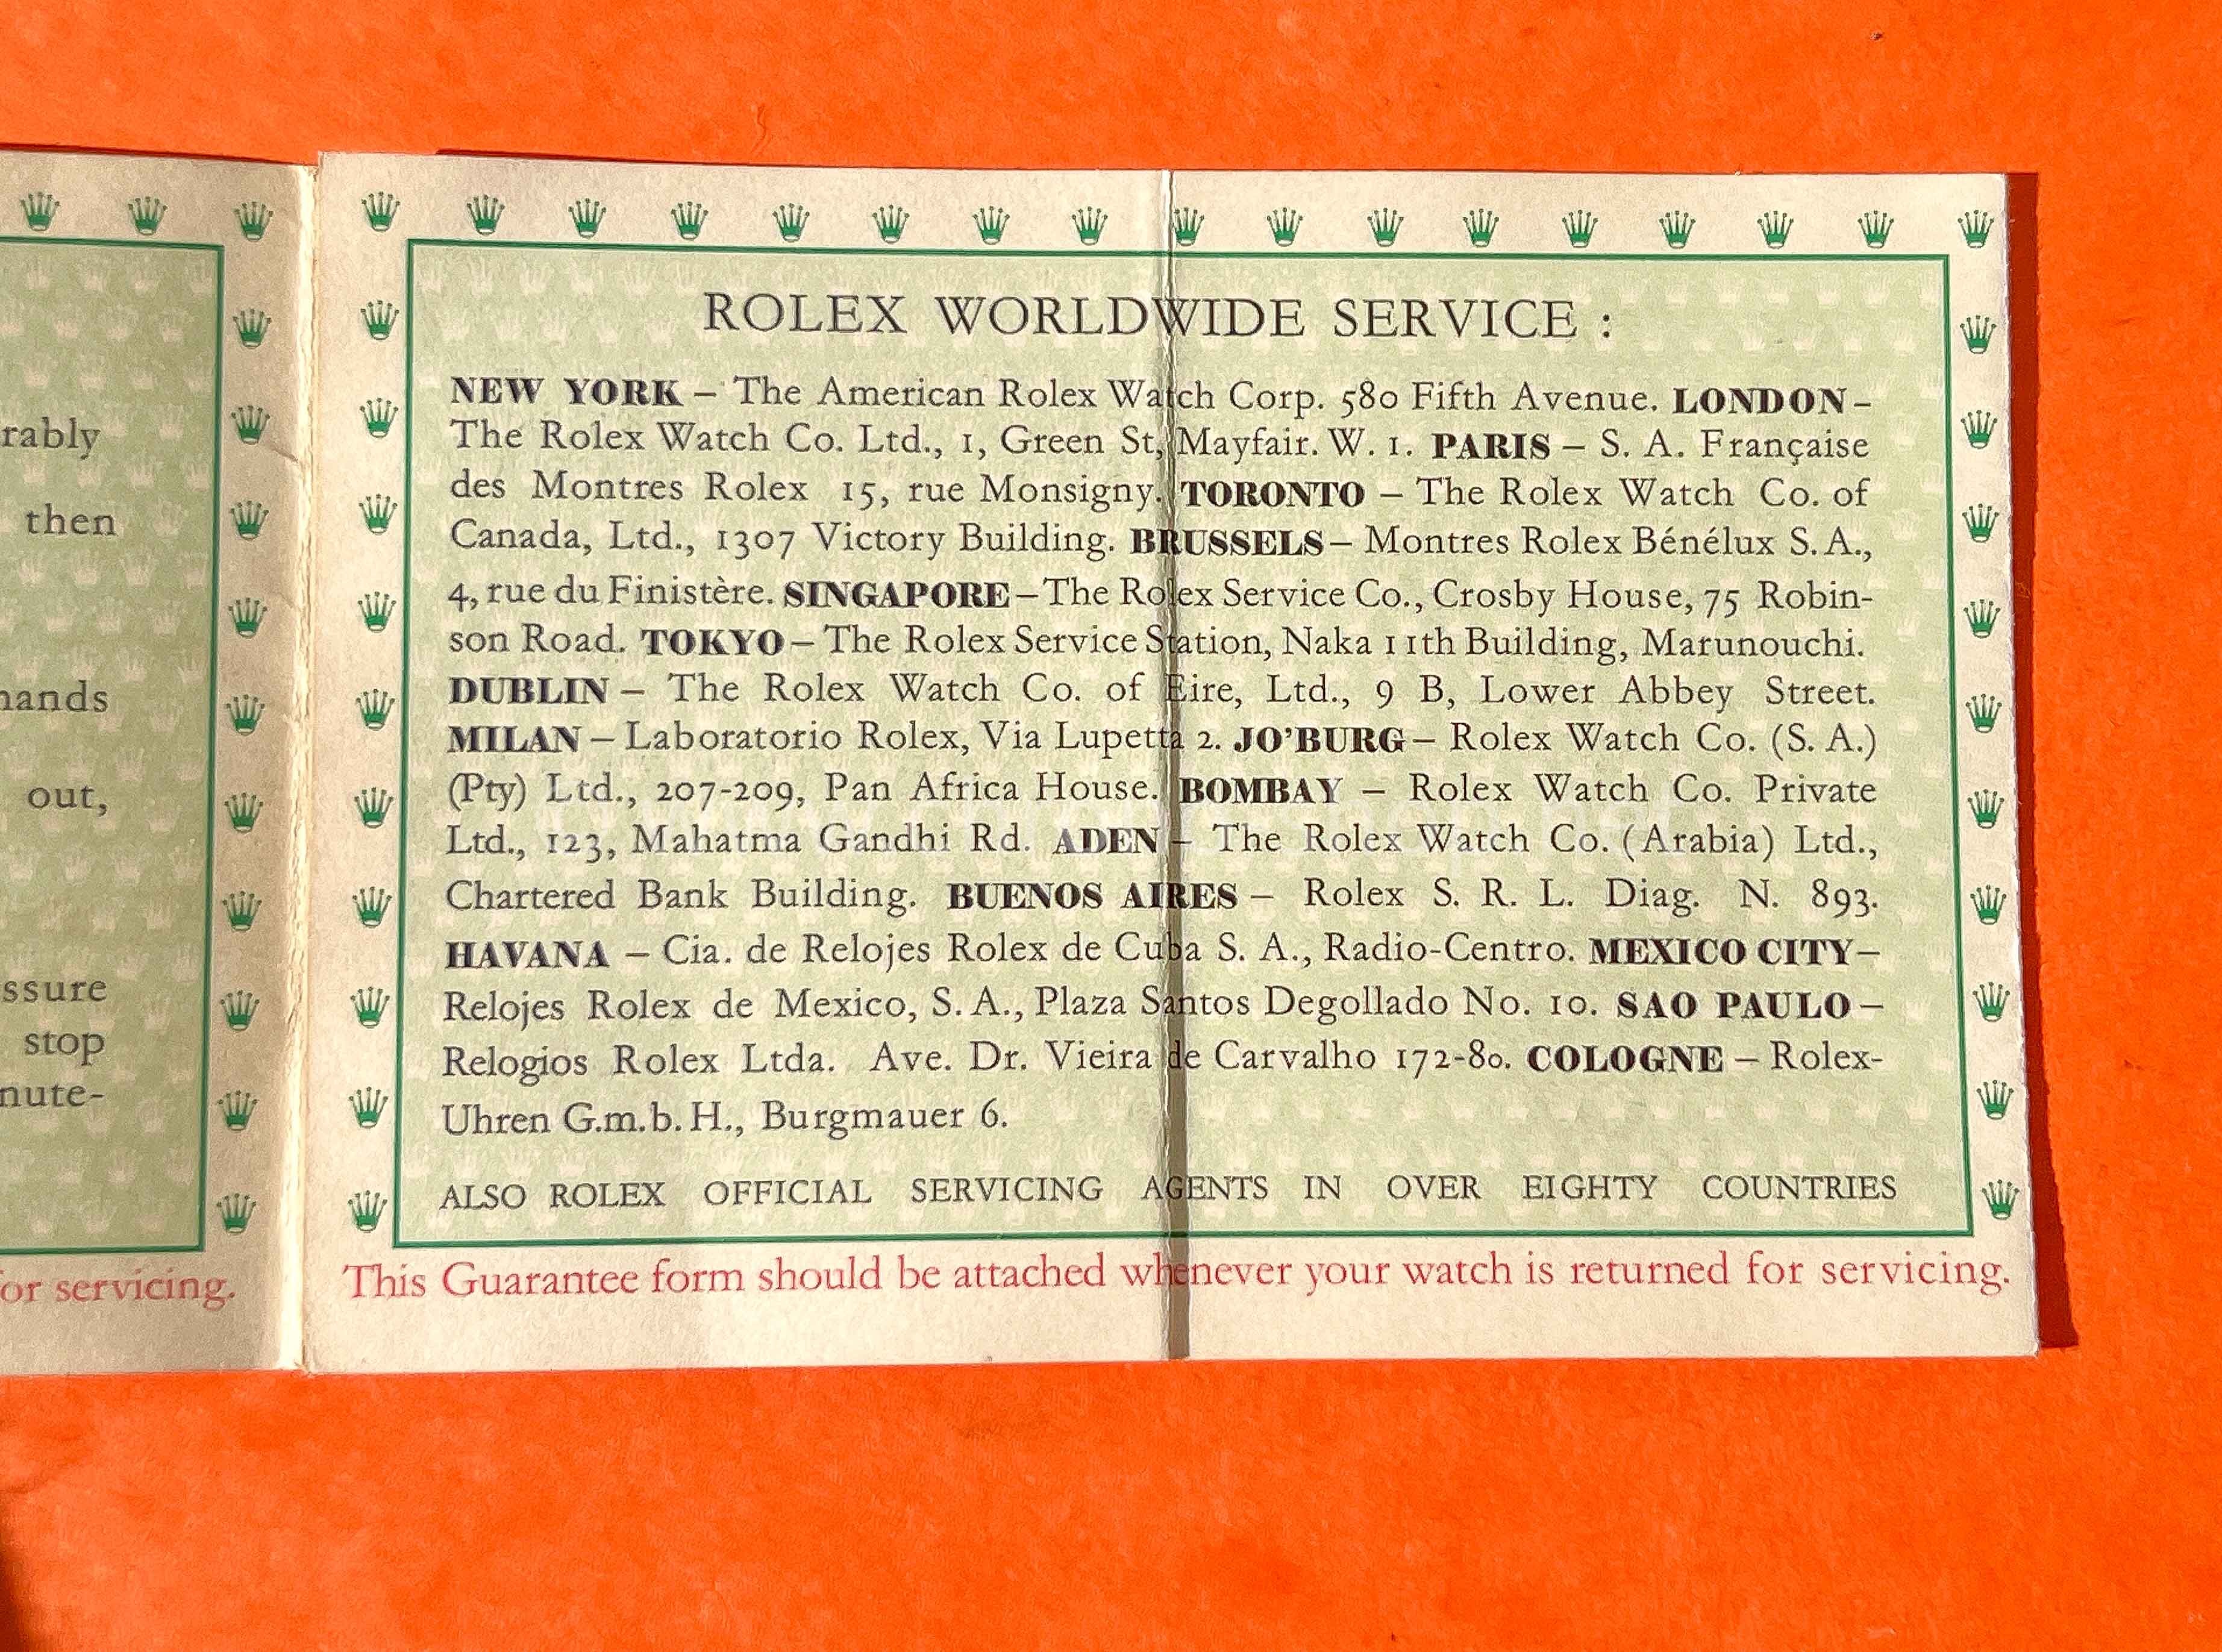 rably
then
hands
out,
ssure
stop
nute-
or servicing.
ROLEX WORLDWIDE SERVICE :
NEW YORK – The American Rolex Watch Corp. 580 Fifth Avenue. LONDON –
The Rolex Watch Co. Ltd., 1, Green St, Mayfair. W. 1. PARIS – S. A. Française
des Montres Rolex 15, rue Monsigny. TORONTO – The Rolex Watch Co. of
Canada, Ltd., 1307 Victory Building. BRUSSELS – Montres Rolex Bénélux S. A.,
4, rue du Finistère. SINGAPORE – The Rolex Service Co., Crosby House, 75 Robin-
son Road. TOKYO – The Rolex Service Station, Naka 11th Building, Marunouchi.
DUBLIN – The Rolex Watch Co. of Eire, Ltd., 9 B, Lower Abbey Street.
MILAN – Laboratorio Rolex, Via Lupetta 2. JO'BURG – Rolex Watch Co. (S. A.)
(Pty) Ltd., 207-209, Pan Africa House. BOMBAY – Rolex Watch Co. Private
Ltd., 123, Mahatma Gandhi Rd. ADEN – The Rolex Watch Co. (Arabia) Ltd.,
Chartered Bank Building. BUENOS AIRES – Rolex S. R. L. Diag. N. 893.
HAVANA – Cia. de Relojes Rolex de Cuba S. A., Radio-Centro. MEXICO CITY –
Relojes Rolex de Mexico, S. A., Plaza Santos Degollado No. 10. SAO PAULO –
Relogios Rolex Ltda. Ave. Dr. Vieira de Carvalho 172-80. COLOGNE – Rolex-
Uhren G.m.b.H., Burgmauer 6.
ALSO ROLEX OFFICIAL SERVICING AGENTS IN OVER EIGHTY COUNTRIES
This Guarantee form should be attached whenever your watch is returned for servicing.